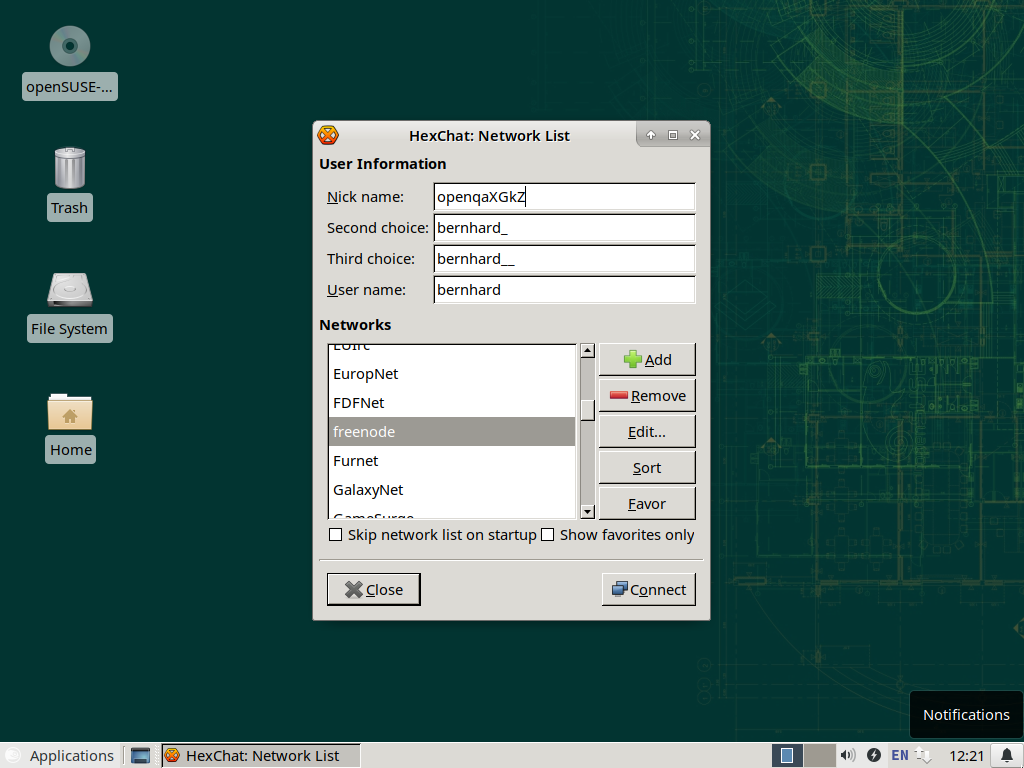 openSUSE-...
Trash
File System
Home
HexChat: Network List
User Information
Nick name: openqaXGkZ
Second choice: bernhard_
Third choice: bernhard__
User name: bernhard
Networks
EUIrc
EuropNet
FDFNet
freenode
Furnet
GalaxyNet
GameSurge
Add
Remove
Edit...
Sort
Favor
Skip network list on startup
Show favorites only
Close
Connect
Notifications
Applications
HexChat: Network List
EN
12:21